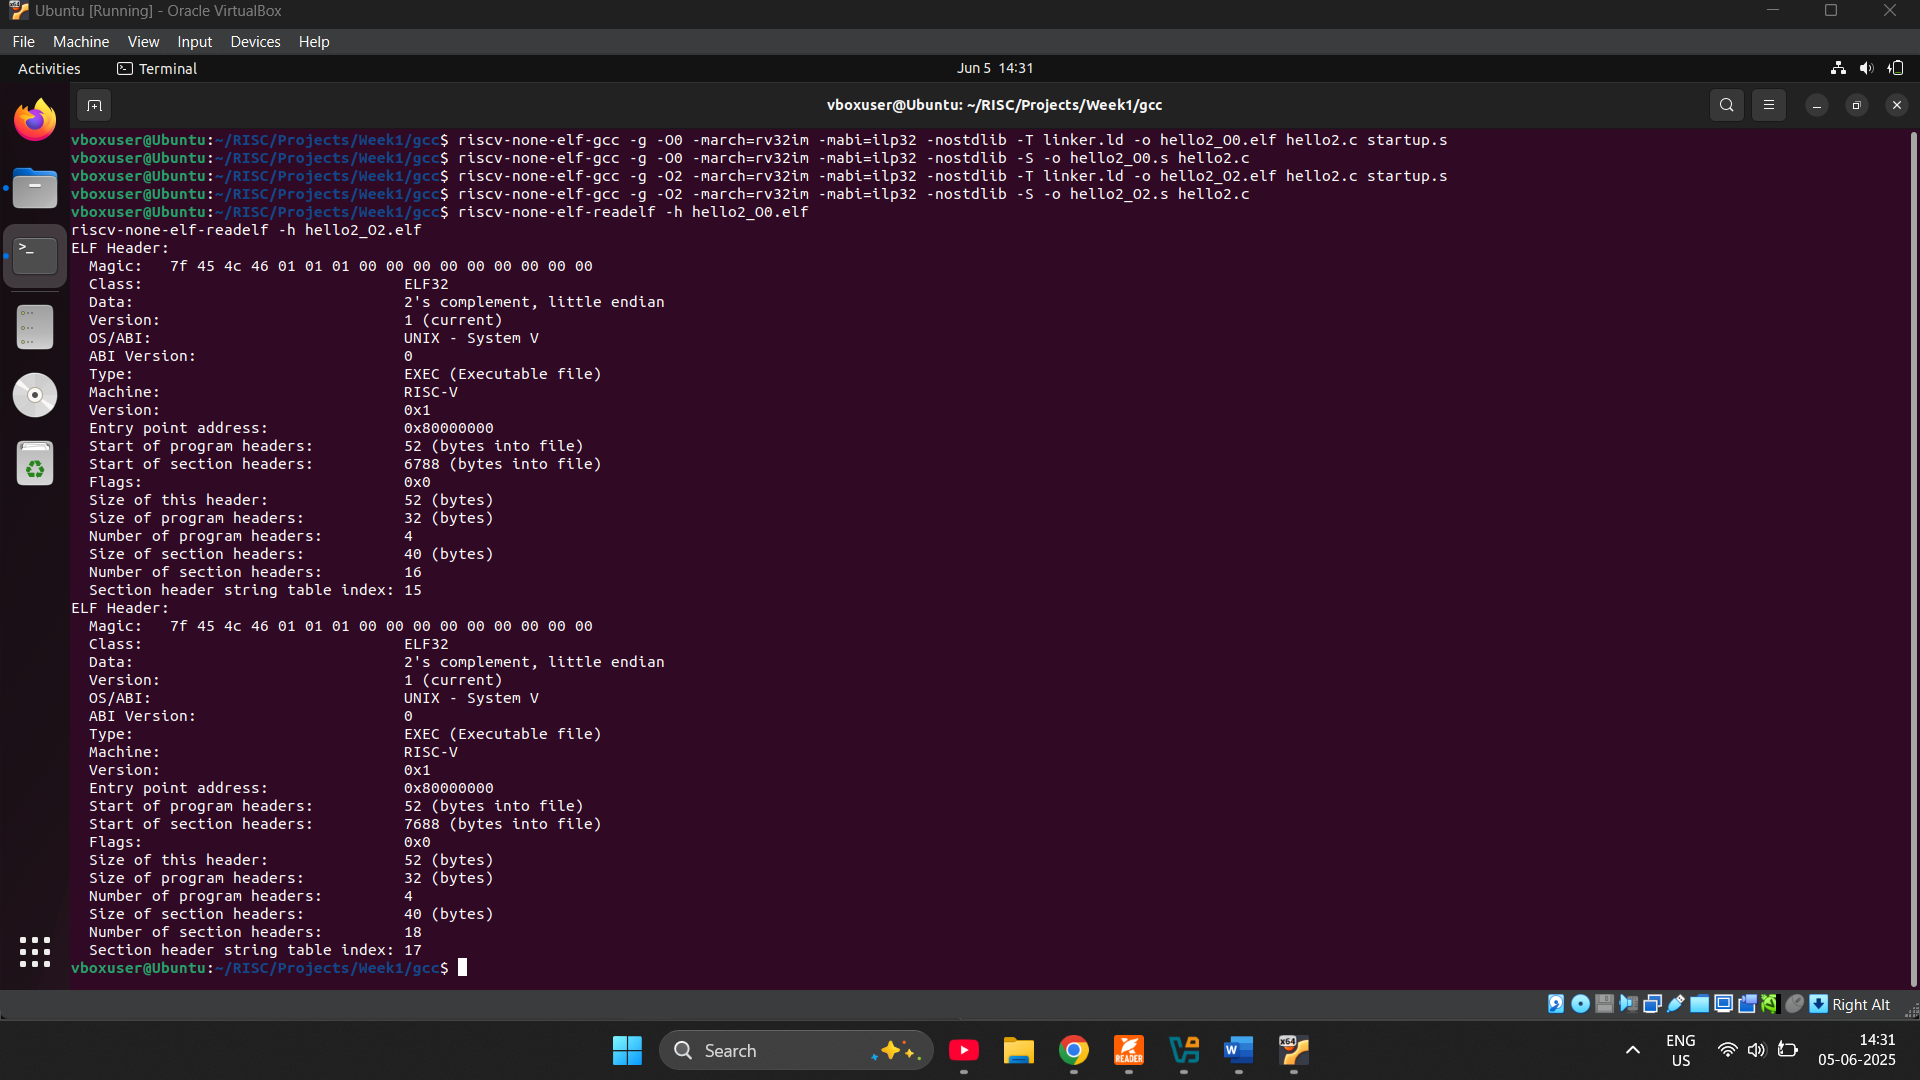 Ubuntu [Running] - Oracle VirtualBox
File Machine View Input Devices Help
Activities Terminal Jun 5 14:31
vboxuser@Ubuntu: ~/RISC/Projects/Week1/gcc
vboxuser@Ubuntu:~/RISC/Projects/Week1/gcc$ riscv-none-elf-gcc -g -O0 -march=rv32im -mabi=ilp32 -nostdlib -T linker.ld -o hello2_O0.elf hello2.c startup.s
vboxuser@Ubuntu:~/RISC/Projects/Week1/gcc$ riscv-none-elf-gcc -g -O0 -march=rv32im -mabi=ilp32 -nostdlib -S -o hello2_O0.s hello2.c
vboxuser@Ubuntu:~/RISC/Projects/Week1/gcc$ riscv-none-elf-gcc -g -O2 -march=rv32im -mabi=ilp32 -nostdlib -T linker.ld -o hello2_O2.elf hello2.c startup.s
vboxuser@Ubuntu:~/RISC/Projects/Week1/gcc$ riscv-none-elf-gcc -g -O2 -march=rv32im -mabi=ilp32 -nostdlib -S -o hello2_O2.s hello2.c
vboxuser@Ubuntu:~/RISC/Projects/Week1/gcc$ riscv-none-elf-readelf -h hello2_O0.elf
riscv-none-elf-readelf -h hello2_O2.elf
ELF Header:
  Magic:   7f 45 4c 46 01 01 01 00 00 00 00 00 00 00 00 00
  Class:                             ELF32
  Data:                              2's complement, little endian
  Version:                           1 (current)
  OS/ABI:                            UNIX - System V
  ABI Version:                       0
  Type:                              EXEC (Executable file)
  Machine:                           RISC-V
  Version:                           0x1
  Entry point address:               0x80000000
  Start of program headers:          52 (bytes into file)
  Start of section headers:          6788 (bytes into file)
  Flags:                             0x0
  Size of this header:               52 (bytes)
  Size of program headers:           32 (bytes)
  Number of program headers:         4
  Size of section headers:           40 (bytes)
  Number of section headers:         16
  Section header string table index: 15
ELF Header:
  Magic:   7f 45 4c 46 01 01 01 00 00 00 00 00 00 00 00 00
  Class:                             ELF32
  Data:                              2's complement, little endian
  Version:                           1 (current)
  OS/ABI:                            UNIX - System V
  ABI Version:                       0
  Type:                              EXEC (Executable file)
  Machine:                           RISC-V
  Version:                           0x1
  Entry point address:               0x80000000
  Start of program headers:          52 (bytes into file)
  Start of section headers:          7688 (bytes into file)
  Flags:                             0x0
  Size of this header:               52 (bytes)
  Size of program headers:           32 (bytes)
  Number of program headers:         4
  Size of section headers:           40 (bytes)
  Number of section headers:         18
  Section header string table index: 17
vboxuser@Ubuntu:~/RISC/Projects/Week1/gcc$
Right Alt
Search
READER
W
x64
ENG
US
14:31
05-06-2025